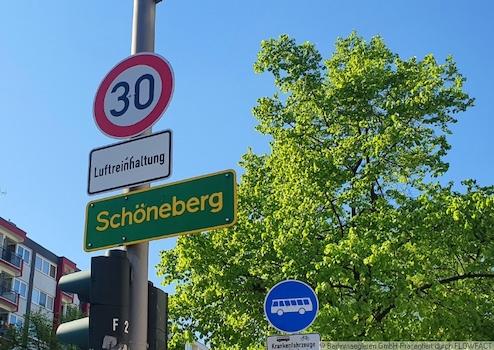 30
Luftreinhaltung
Schöneberg
F 2
Krankenfahrzeuge